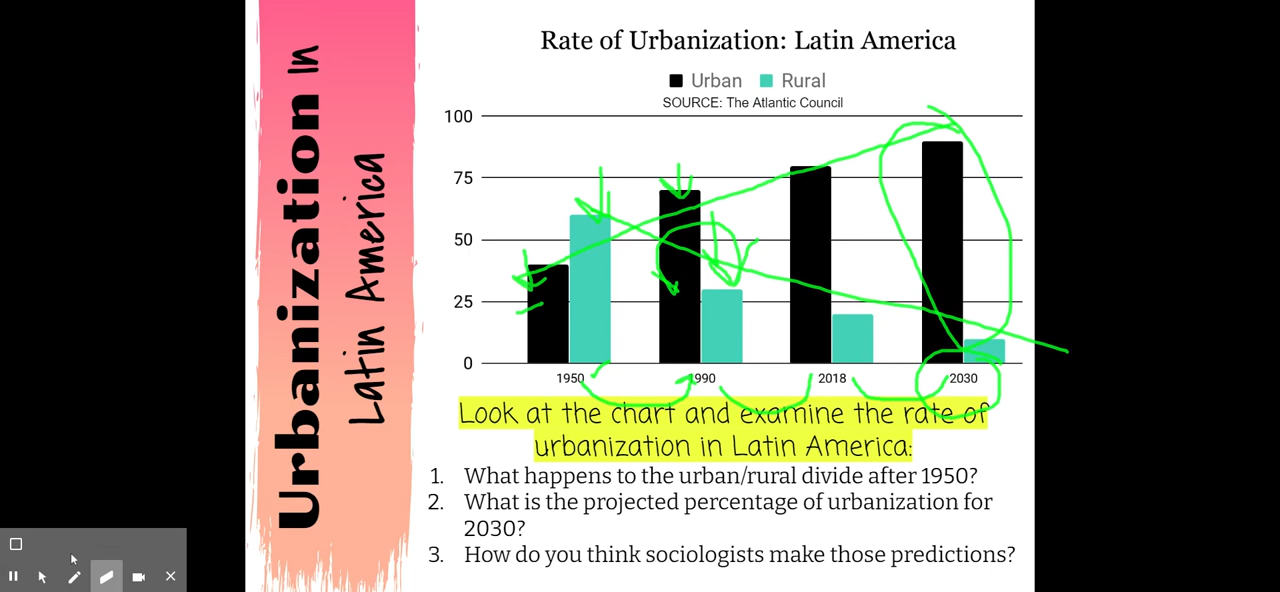 Urbanization In
Latin America
Rate of Urbanization: Latin America
Urban Rural
SOURCE: The Atlantic Council
100
75
50
25
0
1950 1990 2018 2030
Look at the chart and examine the rate of
urbanization in Latin America:
1. What happens to the urban/rural divide after 1950?
2. What is the projected percentage of urbanization for
2030?
3. How do you think sociologists make those predictions?